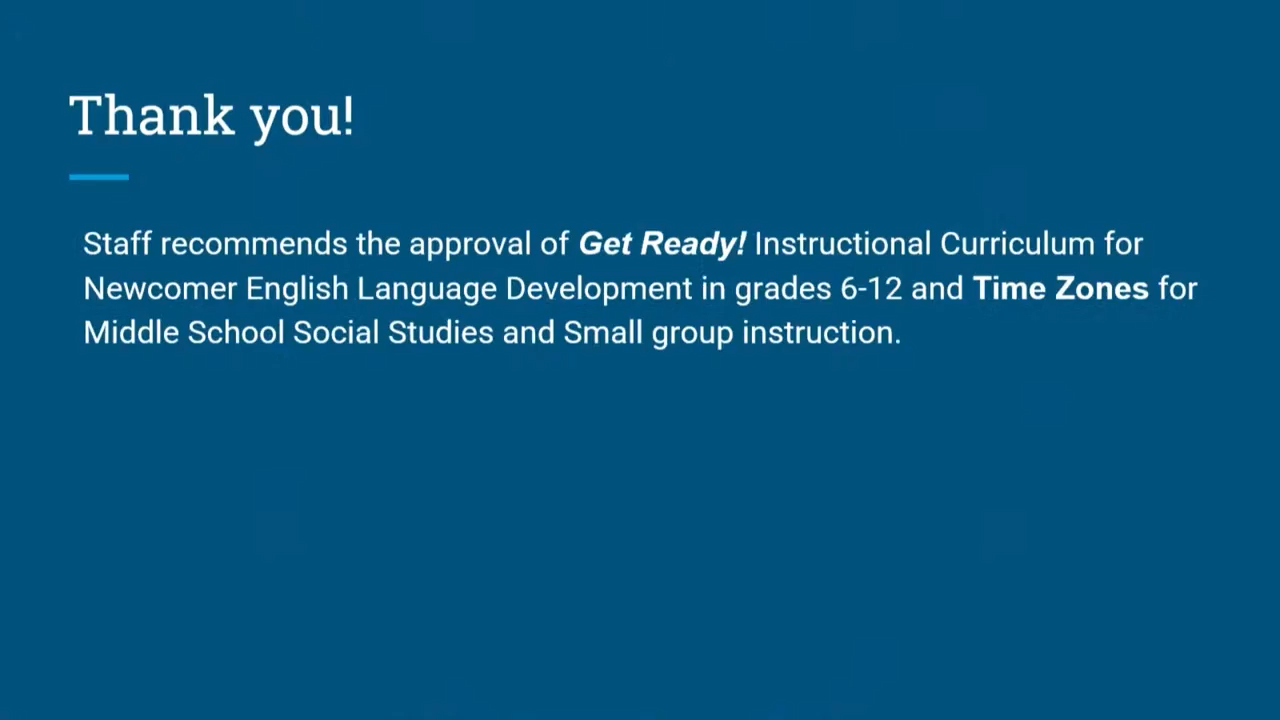 Thank you!
Staff recommends the approval of Get Ready! Instructional Curriculum for
Newcomer English Language Development in grades 6-12 and Time Zones for
Middle School Social Studies and Small group instruction.